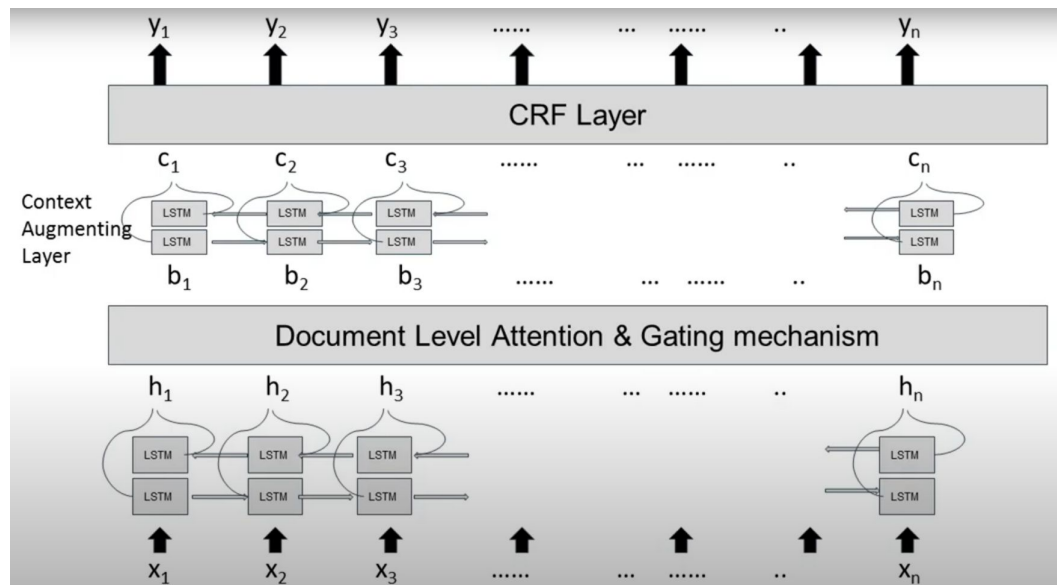 y1 y2 y3 ...... ... ...... .. yn
CRF Layer
c1 c2 c3 ...... ... ...... .. cn
Context
Augmenting
Layer
LSTM LSTM LSTM LSTM
LSTM LSTM LSTM LSTM
b1 b2 b3 ...... ... ...... .. bn
Document Level Attention & Gating mechanism
h1 h2 h3 ...... ... ...... .. hn
LSTM LSTM LSTM LSTM
LSTM LSTM LSTM LSTM
x1 x2 x3 ...... ... ...... .. xn